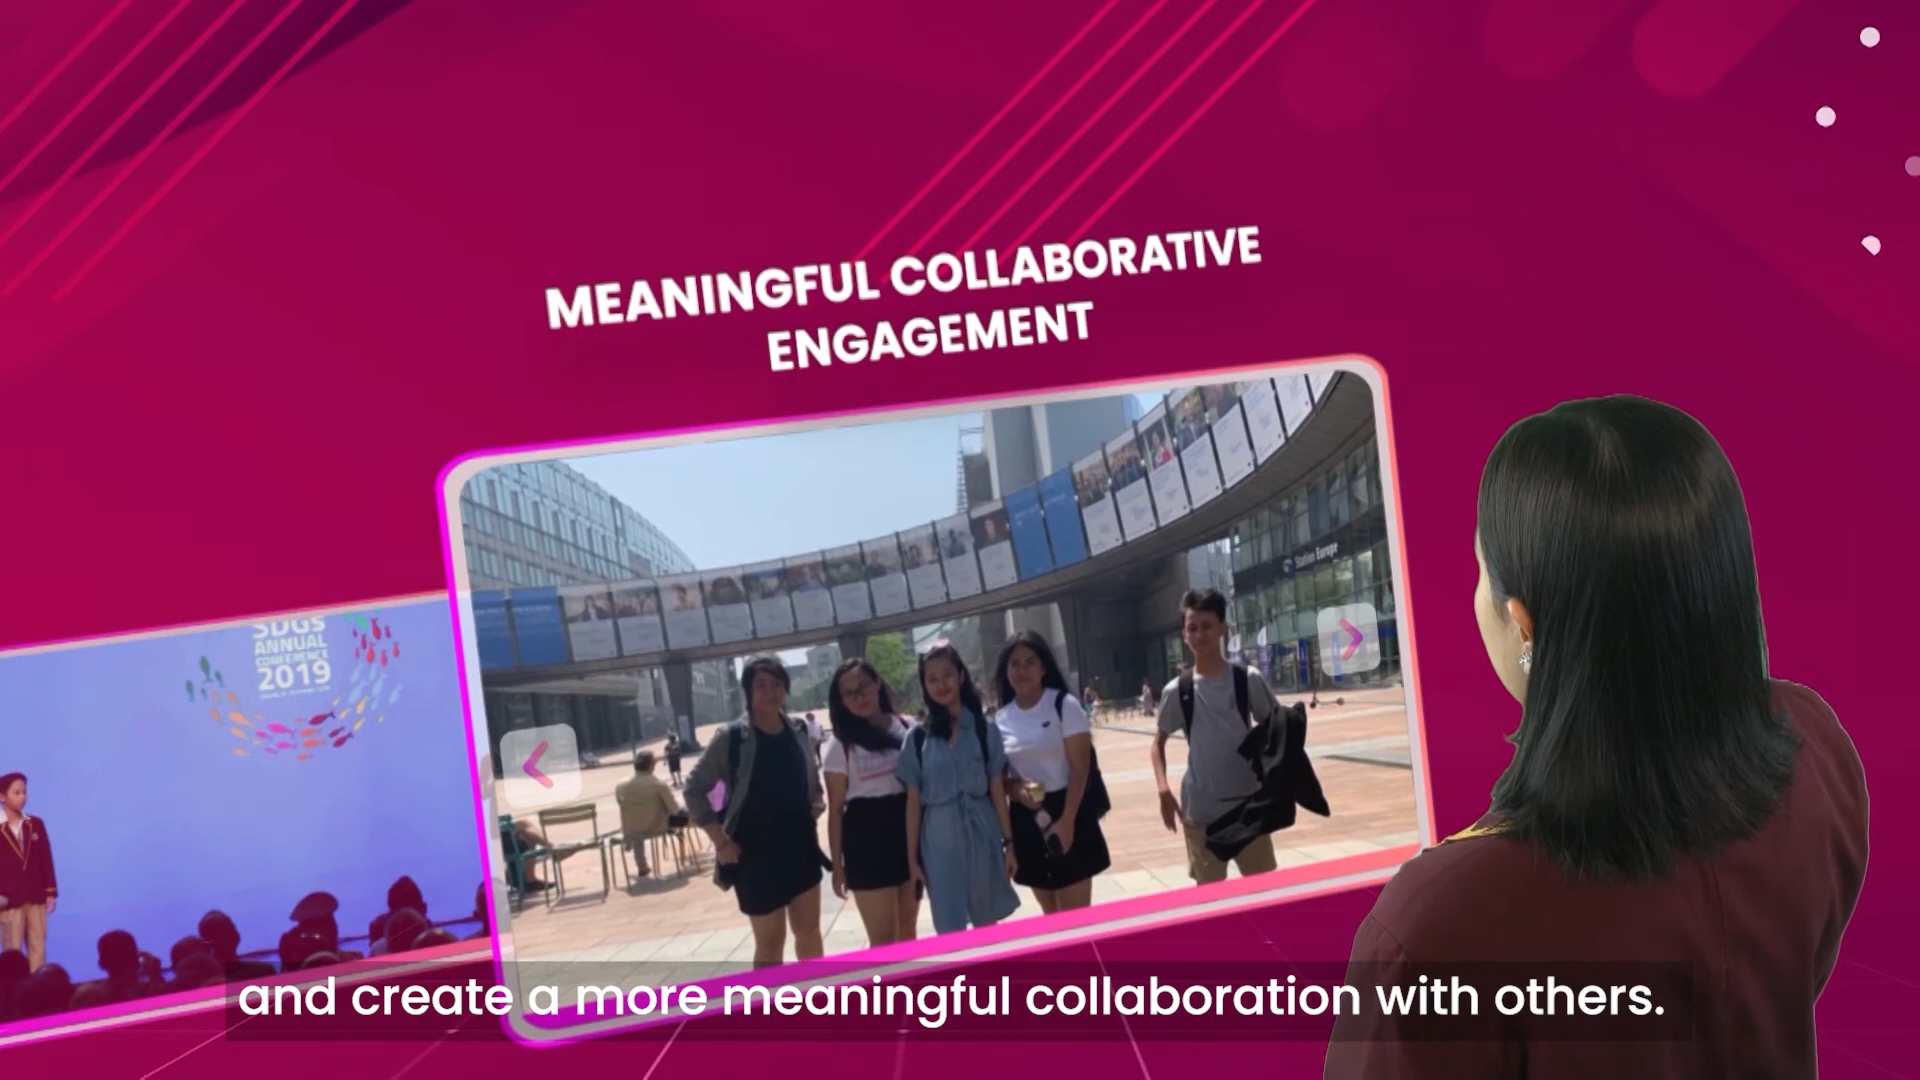 MEANINGFUL COLLABORATIVE
ENGAGEMENT
SDGs
ANNUAL
CONFERENCE
2019
Station Europe
and create a more meaningful collaboration with others.